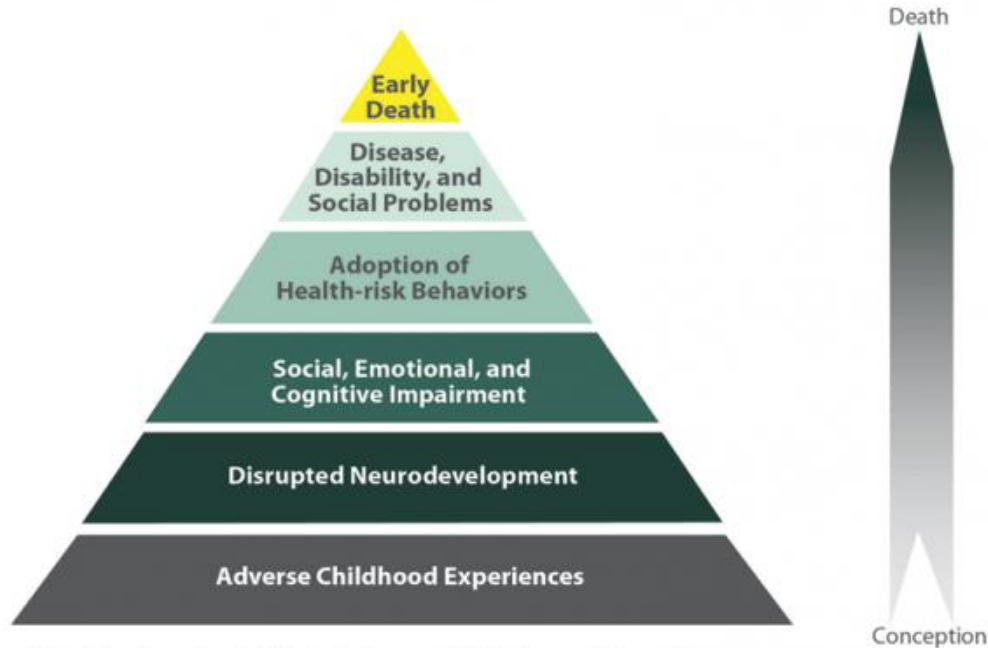 Death
Early
Death
Disease,
Disability, and
Social Problems
Adoption of
Health-risk Behaviors
Social, Emotional, and
Cognitive Impairment
Disrupted Neurodevelopment
Adverse Childhood Experiences
Conception